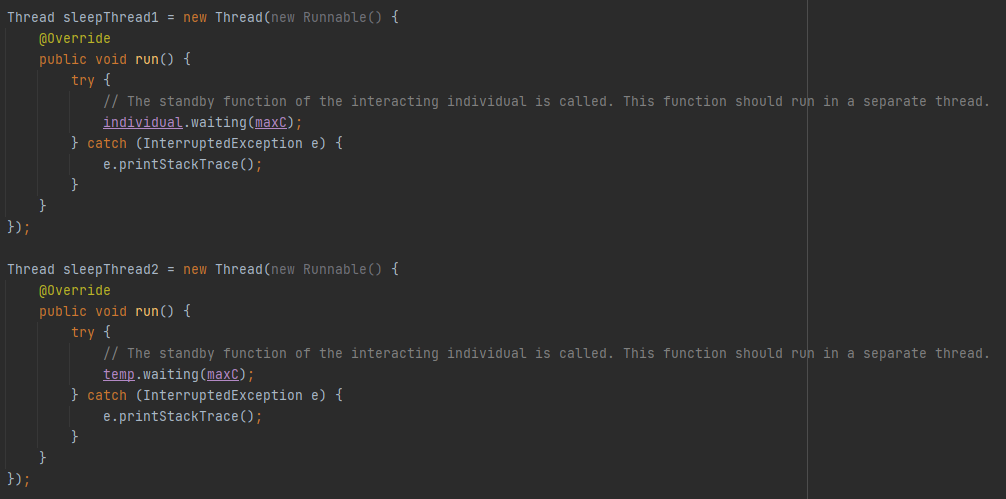 Thread sleepThread1 = new Thread(new Runnable() {
    @Override
    public void run() {
        try {
            // The standby function of the interacting individual is called. This function should run in a separate thread.
            individual.waiting(maxC);
        } catch (InterruptedException e) {
            e.printStackTrace();
        }
    }
});

Thread sleepThread2 = new Thread(new Runnable() {
    @Override
    public void run() {
        try {
            // The standby function of the interacting individual is called. This function should run in a separate thread.
            temp.waiting(maxC);
        } catch (InterruptedException e) {
            e.printStackTrace();
        }
    }
});